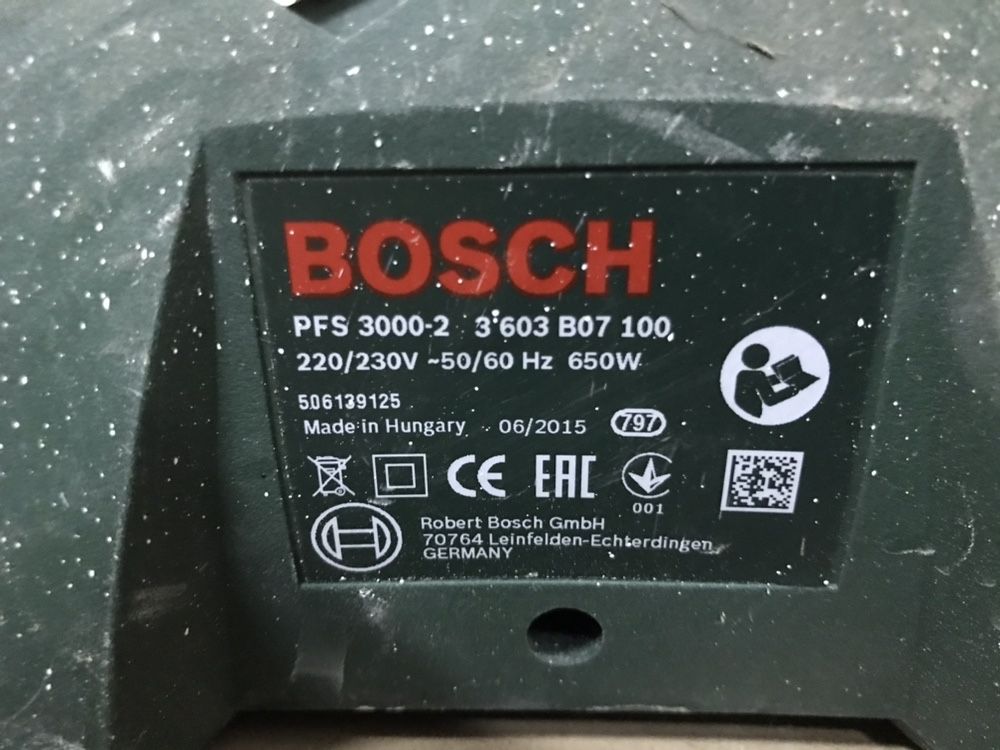 BOSCH
PFS 3000-2 3 603 B07 100
220/230V ~50/60 Hz 650W
506139125
Made in Hungary 06/2015 797
CE EAC
001
Robert Bosch GmbH
70764 Leinfelden-Echterdingen
GERMANY